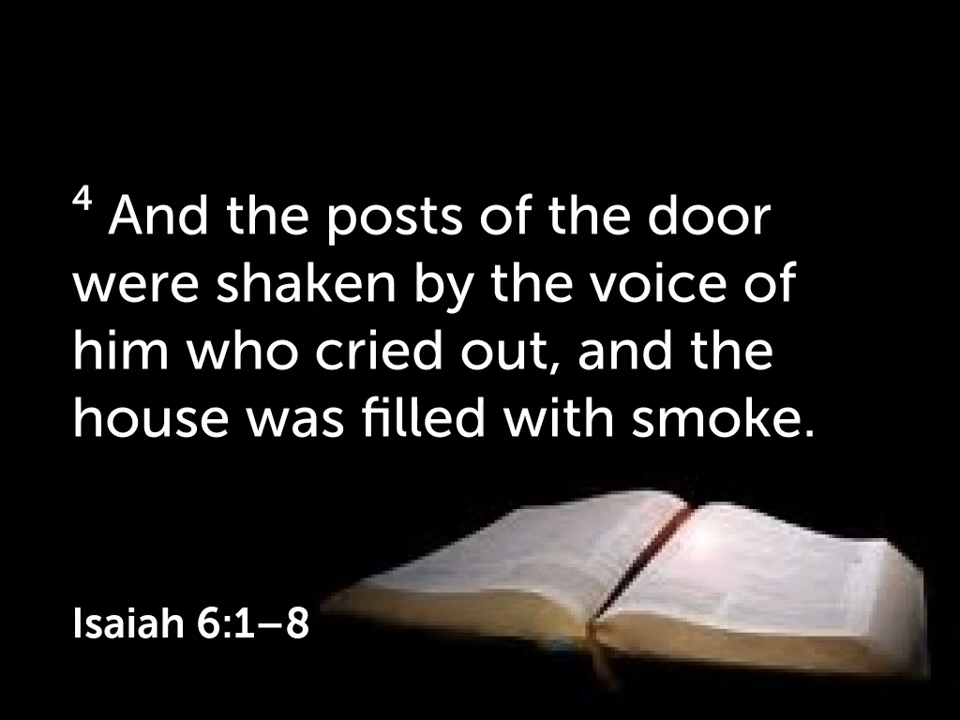 ⁴ And the posts of the door
were shaken by the voice of
him who cried out, and the
house was filled with smoke.
Isaiah 6:1–8